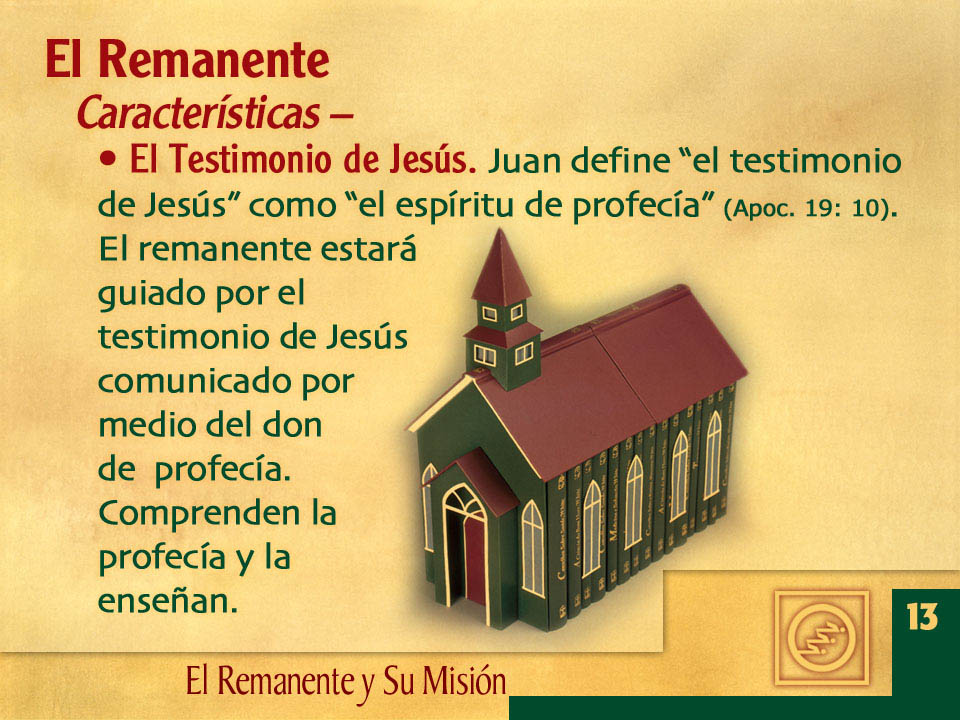 El Remanente
Características –
• El Testimonio de Jesús. Juan define “el testimonio
de Jesús” como “el espíritu de profecía” (Apoc. 19: 10).
El remanente estará
guiado por el
testimonio de Jesús
comunicado por
medio del don
de profecía.
Comprenden la
profecía y la
enseñan.
13
El Remanente y Su Misión